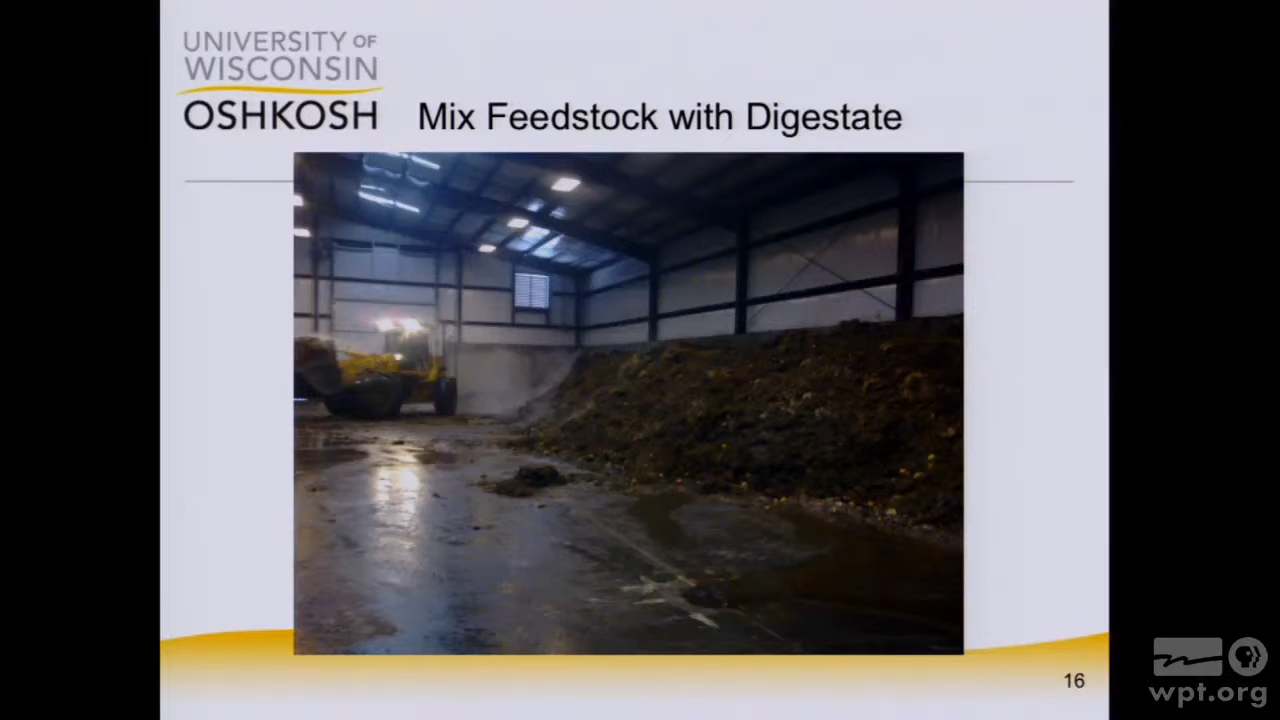 UNIVERSITY OF
WISCONSIN
OSHKOSH
Mix Feedstock with Digestate
16
wpt.org